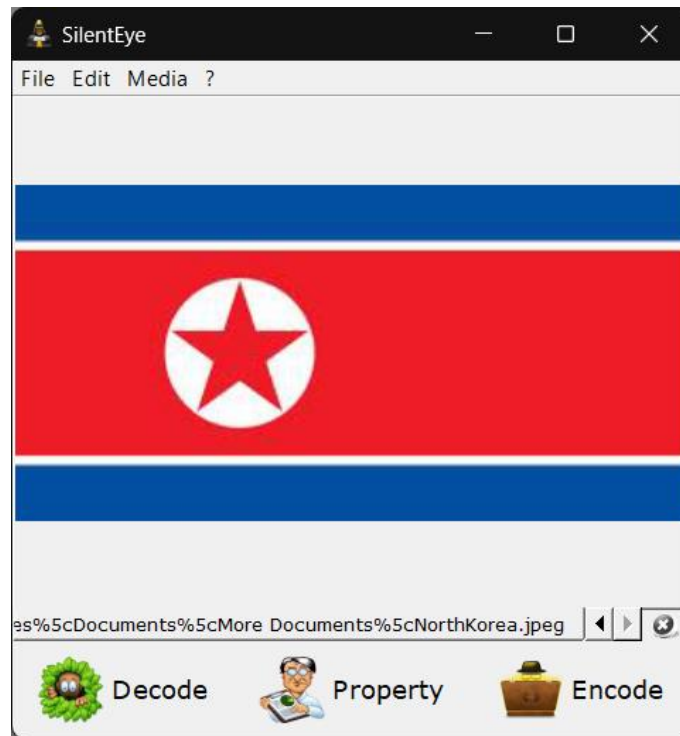 SilentEye
File Edit Media ?
es%5cDocuments%5cMore Documents%5cNorthKorea.jpeg
Decode Property Encode